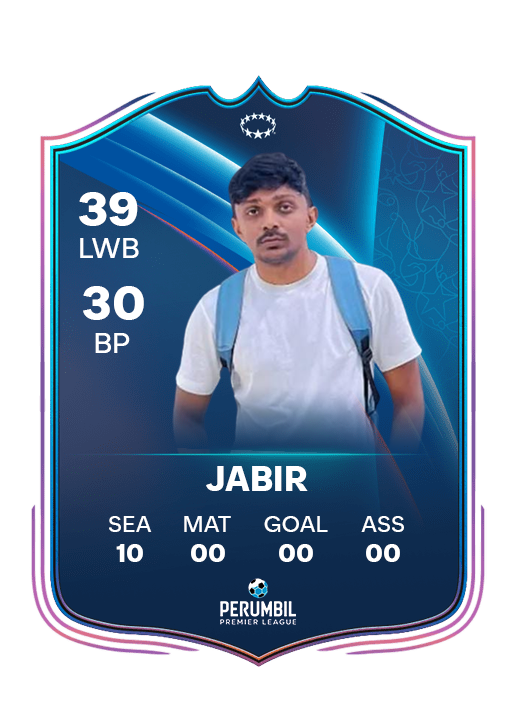 39
LWB
30
BP
JABIR
SEA MAT GOAL ASS
10 00 00 00
PERUMBIL
PREMIER LEAGUE